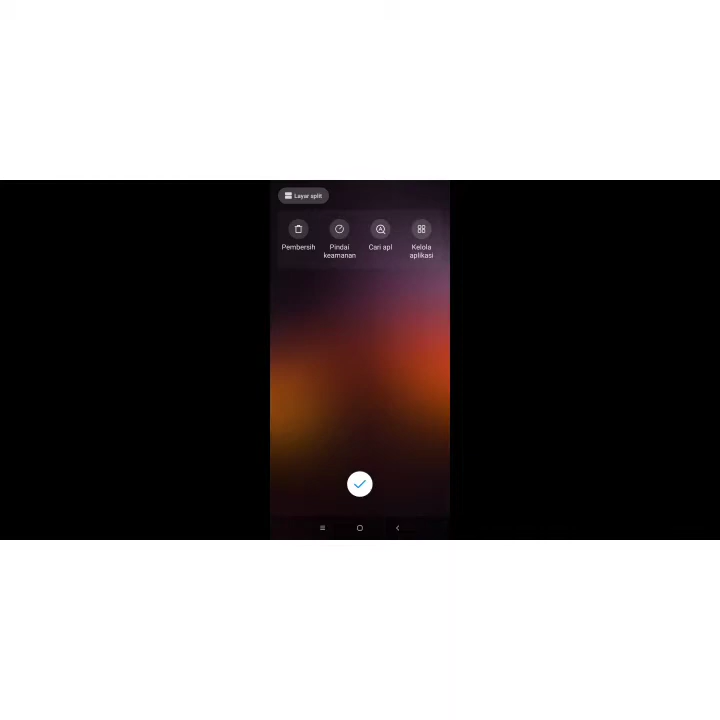 Layar split
Pembersih
Pindai
keamanan
Cari apl
Kelola
aplikasi